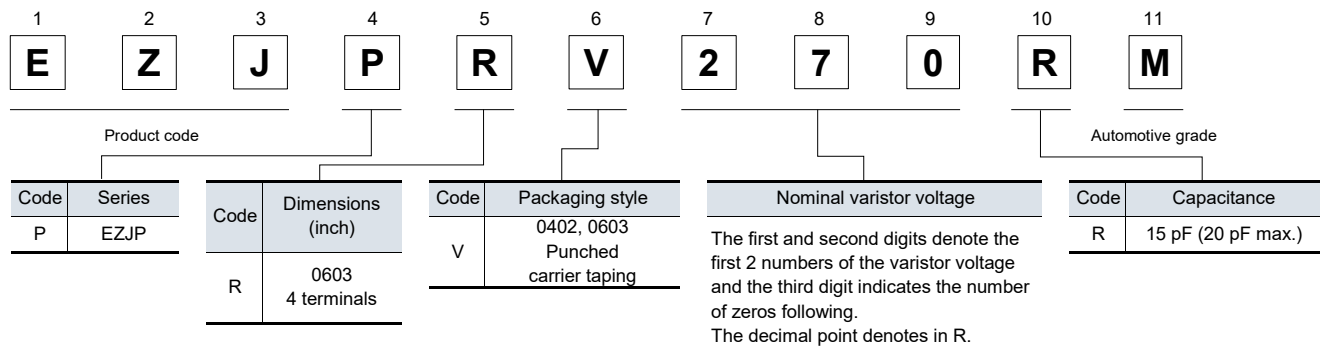 1 2 3 4 5 6 7 8 9 10 11
E Z J P R V 2 7 0 R M
Product code
Automotive grade
Code Series
P EZJP
Code Dimensions
(inch)
R 0603
4 terminals
Code Packaging style
V 0402, 0603
Punched
carrier taping
Nominal varistor voltage
The first and second digits denote the
first 2 numbers of the varistor voltage
and the third digit indicates the number
of zeros following.
The decimal point denotes in R.
Code Capacitance
R 15 pF (20 pF max.)